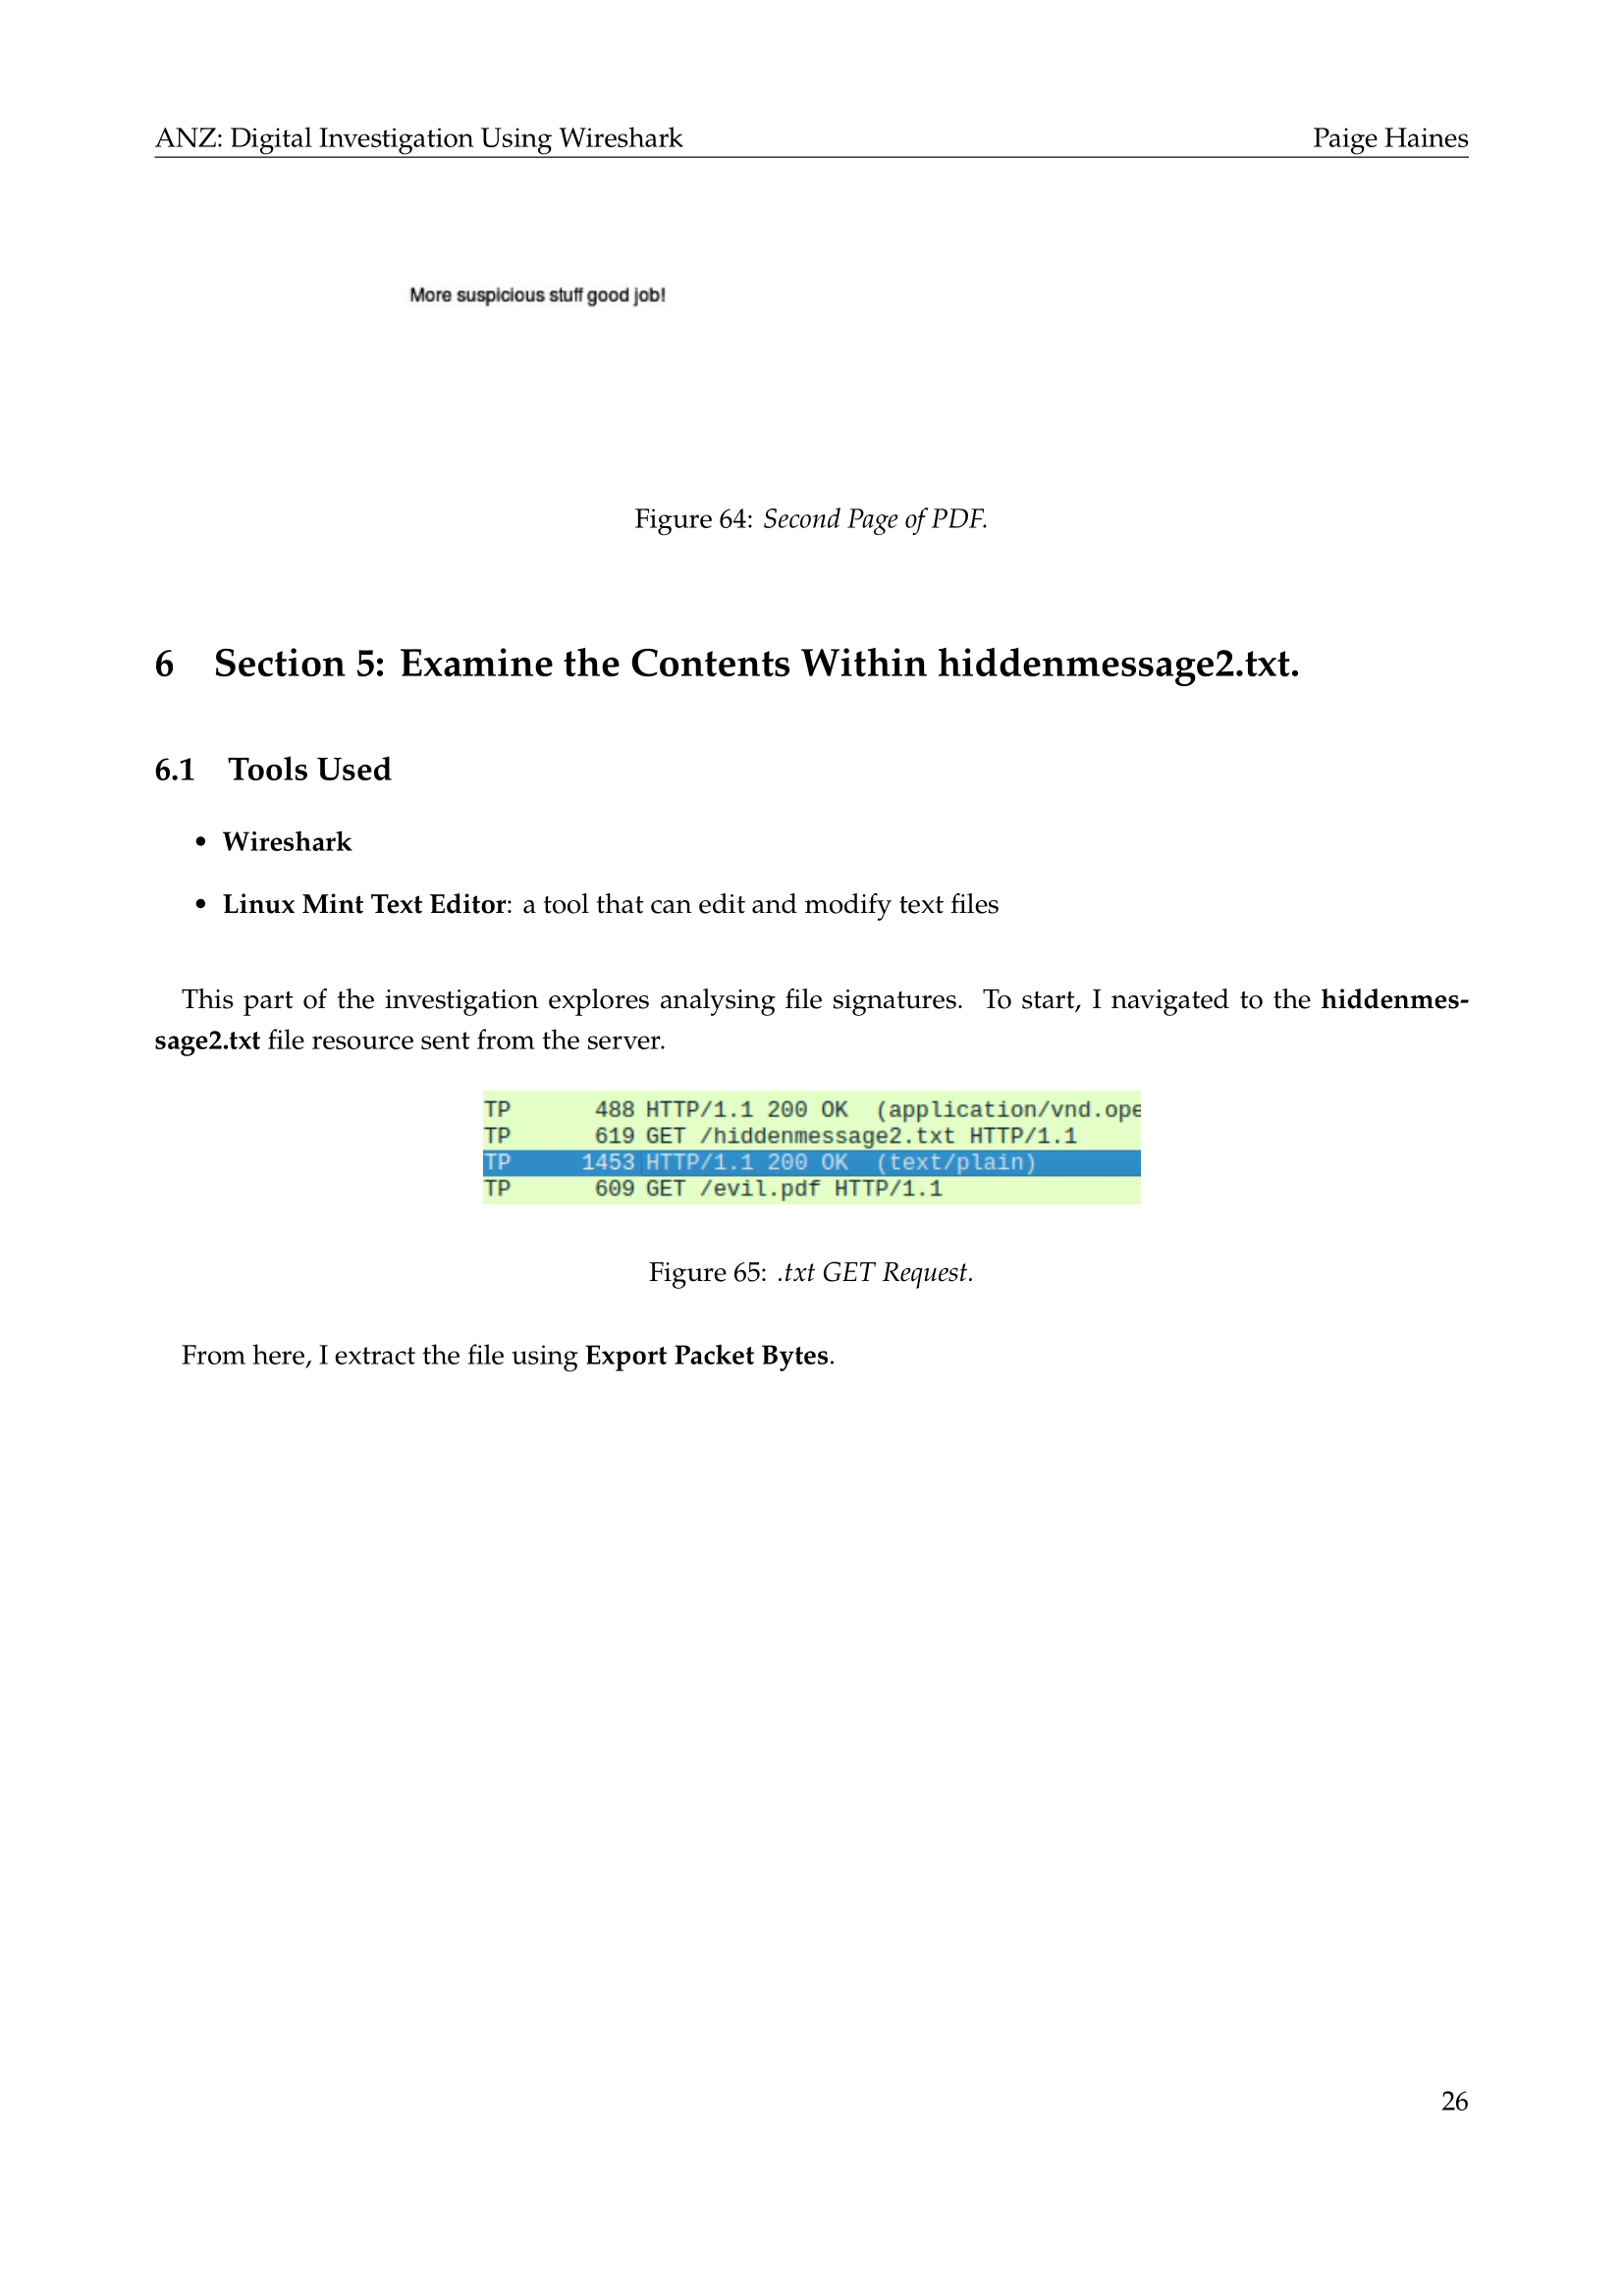 ANZ: Digital Investigation Using Wireshark Paige Haines
More suspicious stuff good job!
Figure 64: Second Page of PDF.
6 Section 5: Examine the Contents Within hiddenmessage2.txt.
6.1 Tools Used
• Wireshark
• Linux Mint Text Editor: a tool that can edit and modify text files
This part of the investigation explores analysing file signatures. To start, I navigated to the hiddenmes-
sage2.txt file resource sent from the server.
TP 488 HTTP/1.1 200 OK (application/vnd.ope
TP 619 GET /hiddenmessage2.txt HTTP/1.1
TP 1453 HTTP/1.1 200 OK (text/plain)
TP 609 GET /evil.pdf HTTP/1.1
Figure 65: .txt GET Request.
From here, I extract the file using Export Packet Bytes.
26